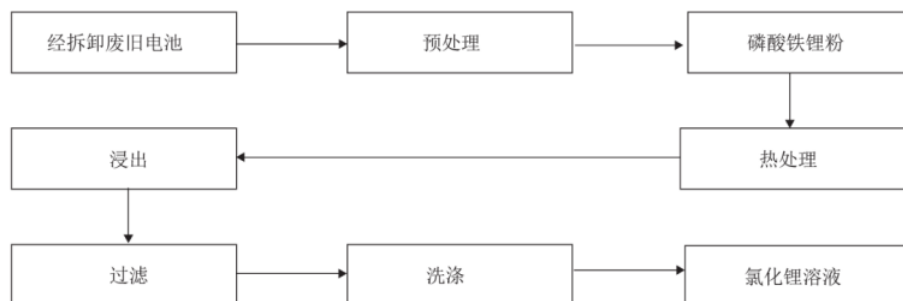 经拆卸废旧电池
预处理
磷酸铁锂粉
热处理
浸出
过滤
洗涤
氯化锂溶液